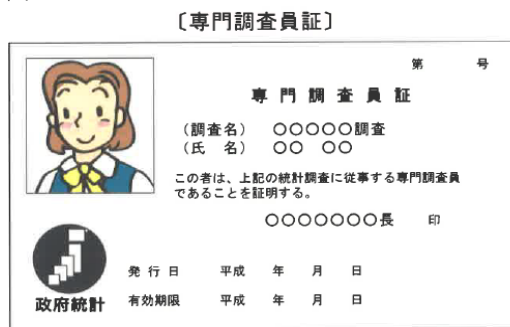 〔専門調査員証〕
第 号
専門調査員証
(調査名) ○○○○○調査
(氏 名) ○○ ○○
この者は、上記の統計調査に従事する専門調査員
であることを証明する。
○○○○○○○長 印
発行日 平成 年 月 日
政府統計
有効期限 平成 年 月 日